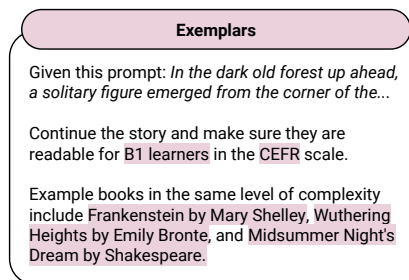 Exemplars
Given this prompt: In the dark old forest up ahead,
a solitary figure emerged from the corner of the...
Continue the story and make sure they are
readable for B1 learners in the CEFR scale.
Example books in the same level of complexity
include Frankenstein by Mary Shelley, Wuthering
Heights by Emily Bronte, and Midsummer Night's
Dream by Shakespeare.